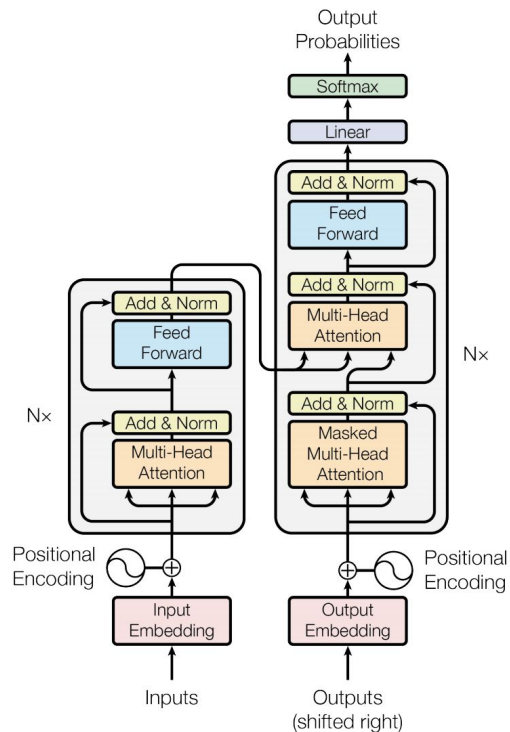 Output
Probabilities
Softmax
Linear
Add & Norm
Feed
Forward
Add & Norm
Multi-Head
Attention
Add & Norm
Masked
Multi-Head
Attention
Nx
Positional
Encoding
Output
Embedding
Outputs
(shifted right)
Add & Norm
Feed
Forward
Add & Norm
Multi-Head
Attention
Nx
Positional
Encoding
Input
Embedding
Inputs